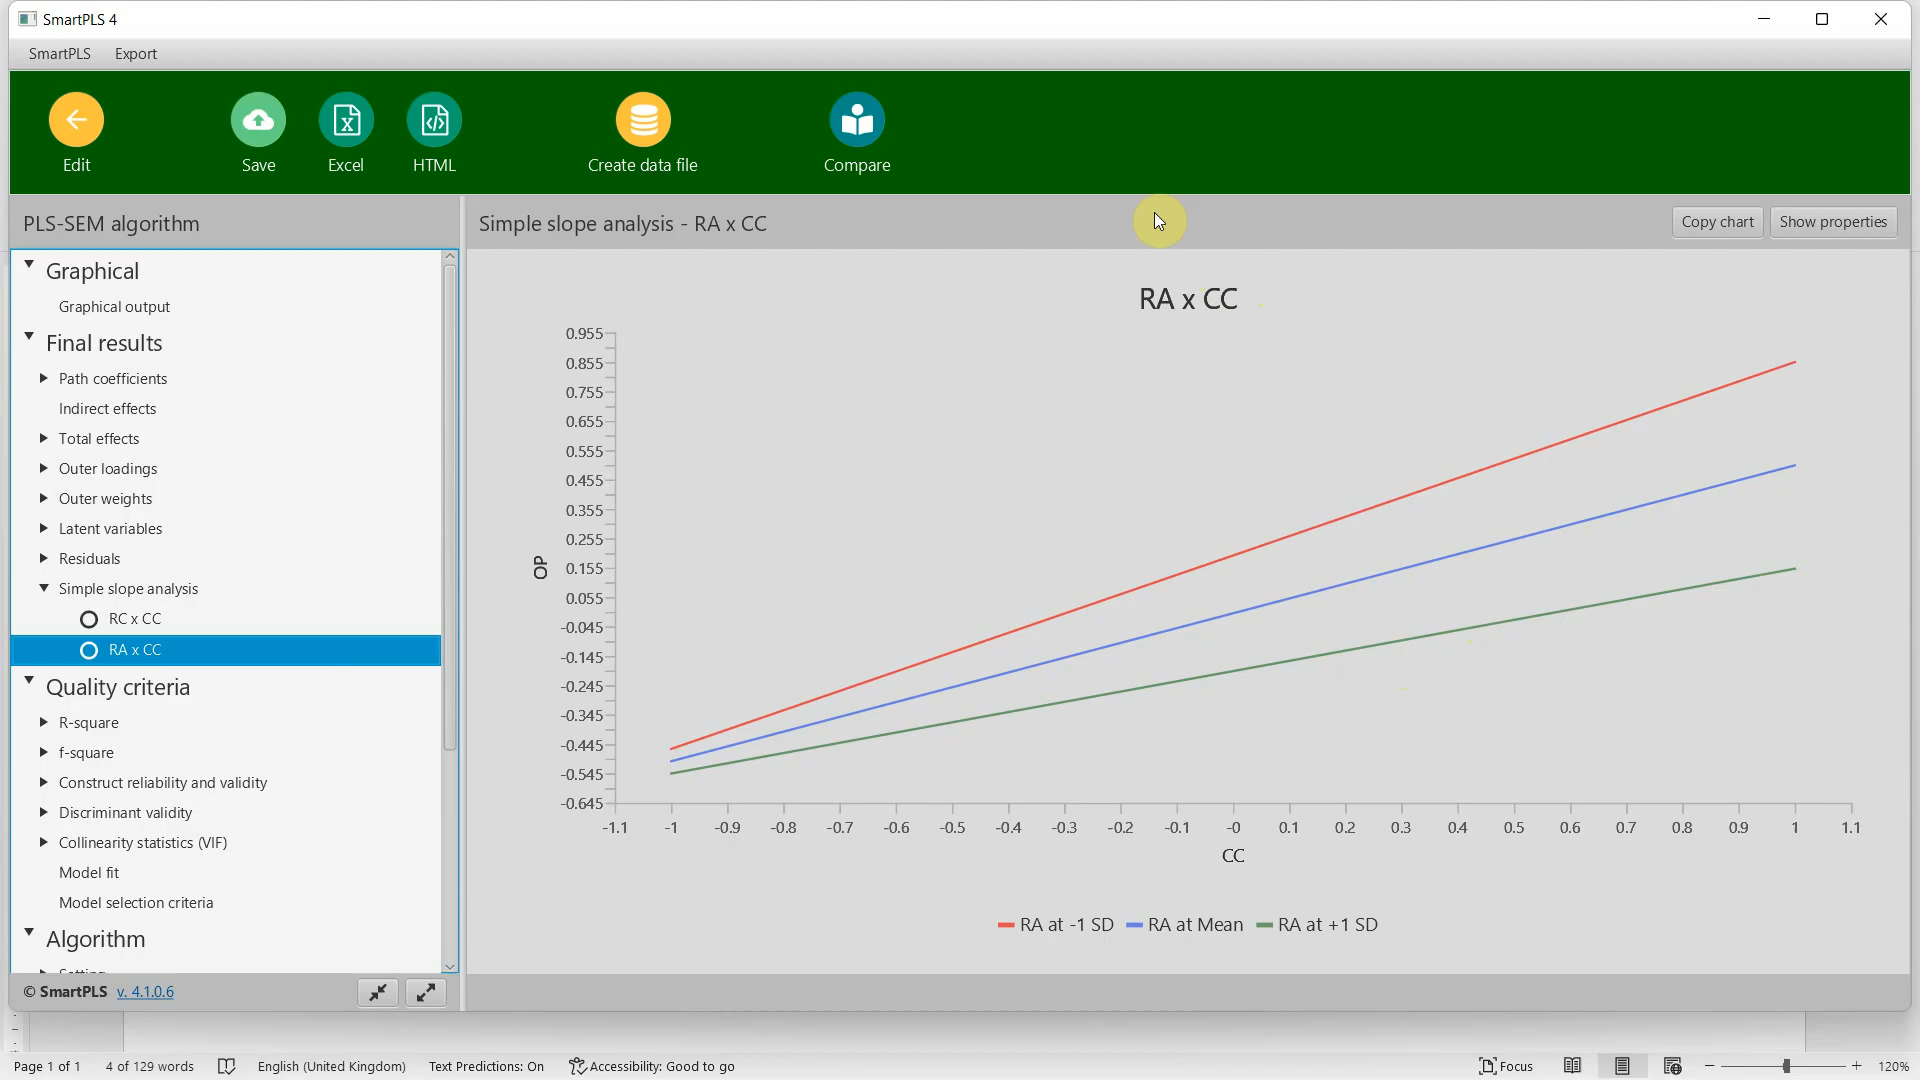 SmartPLS 4
SmartPLS Export
Edit Save Excel HTML Create data file Compare
PLS-SEM algorithm
Graphical
Graphical output
Final results
Path coefficients
Indirect effects
Total effects
Outer loadings
Outer weights
Latent variables
Residuals
Simple slope analysis
RC x CC
RA x CC
Quality criteria
R-square
f-square
Construct reliability and validity
Discriminant validity
Collinearity statistics (VIF)
Model fit
Model selection criteria
Algorithm
© SmartPLS v. 4.1.0.6
Simple slope analysis - RA x CC
Copy chart Show properties
RA x CC
0.955
0.855
0.755
0.655
0.555
0.455
0.355
0.255
0.155
0.055
-0.045
-0.145
-0.245
-0.345
-0.445
-0.545
-0.645
OP
-1.1 -1 -0.9 -0.8 -0.7 -0.6 -0.5 -0.4 -0.3 -0.2 -0.1 -0 0.1 0.2 0.3 0.4 0.5 0.6 0.7 0.8 0.9 1 1.1
CC
RA at -1 SD RA at Mean RA at +1 SD
Page 1 of 1 4 of 129 words English (United Kingdom) Text Predictions: On Accessibility: Good to go Focus 120%